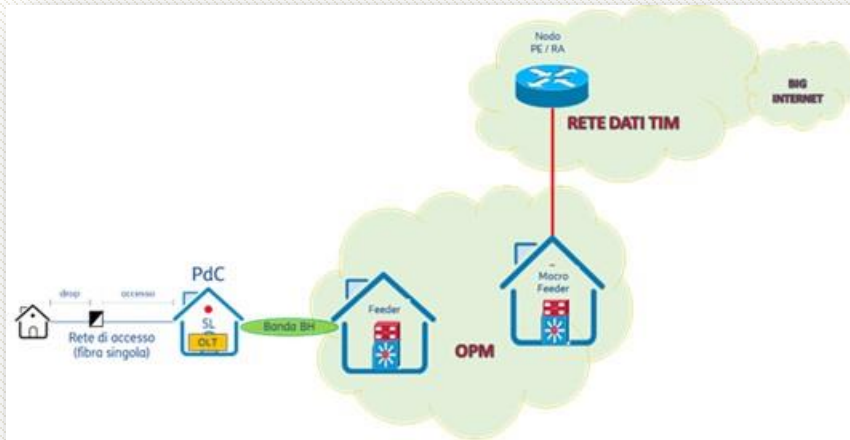 Nodo
PE / RA
BIG
INTERNET
RETE DATI TIM
PdC
drop
accesso
SL
OLT
Rete di accesso
(fibra singola)
Banda BH
Feeder
Macro
Feeder
OPM